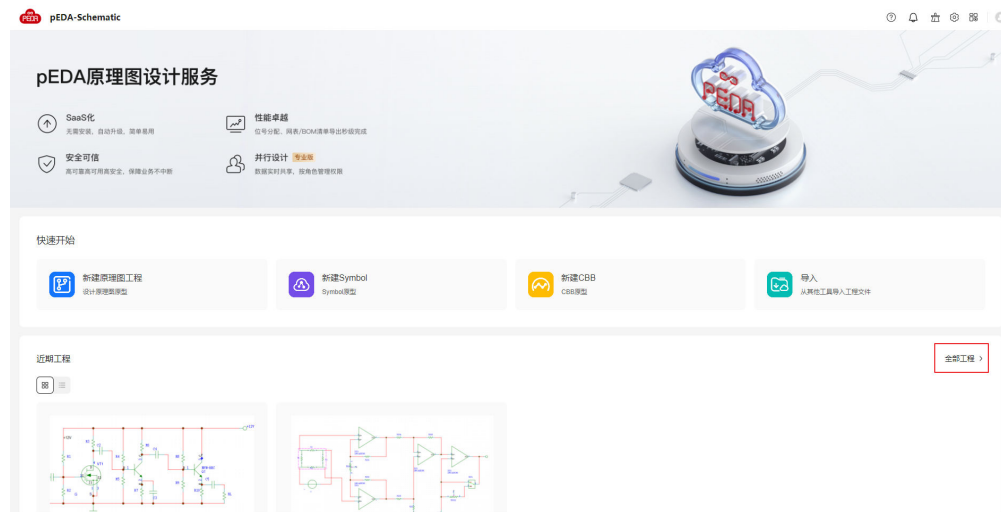 PEDA
pEDA-Schematic
pEDA原理图设计服务
PEDA
SaaS化
无需安装，自动升级，简单易用
性能卓越
位号分配、网表/BOM清单导出秒级完成
安全可信
高可靠高可用高安全，保障业务不中断
并行设计 专业版
数据实时共享，按角色管理权限
快速开始
新建原理图工程
设计原理图原型
新建Symbol
Symbol原型
新建CBB
CBB原型
导入
从其他工具导入工程文件
近期工程
全部工程 >